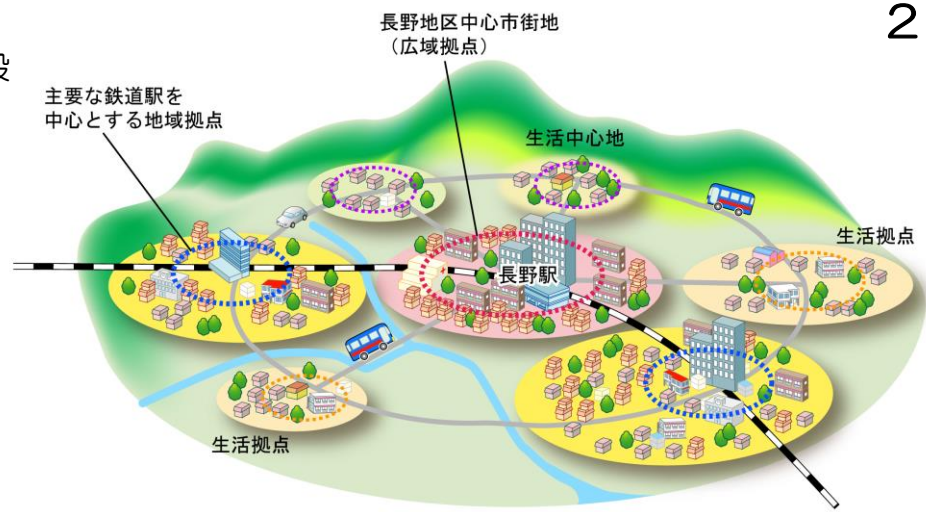 2
段
長野地区中心市街地
(広域拠点)
主要な鉄道駅を
中心とする地域拠点
生活中心地
生活拠点
長野駅
生活拠点